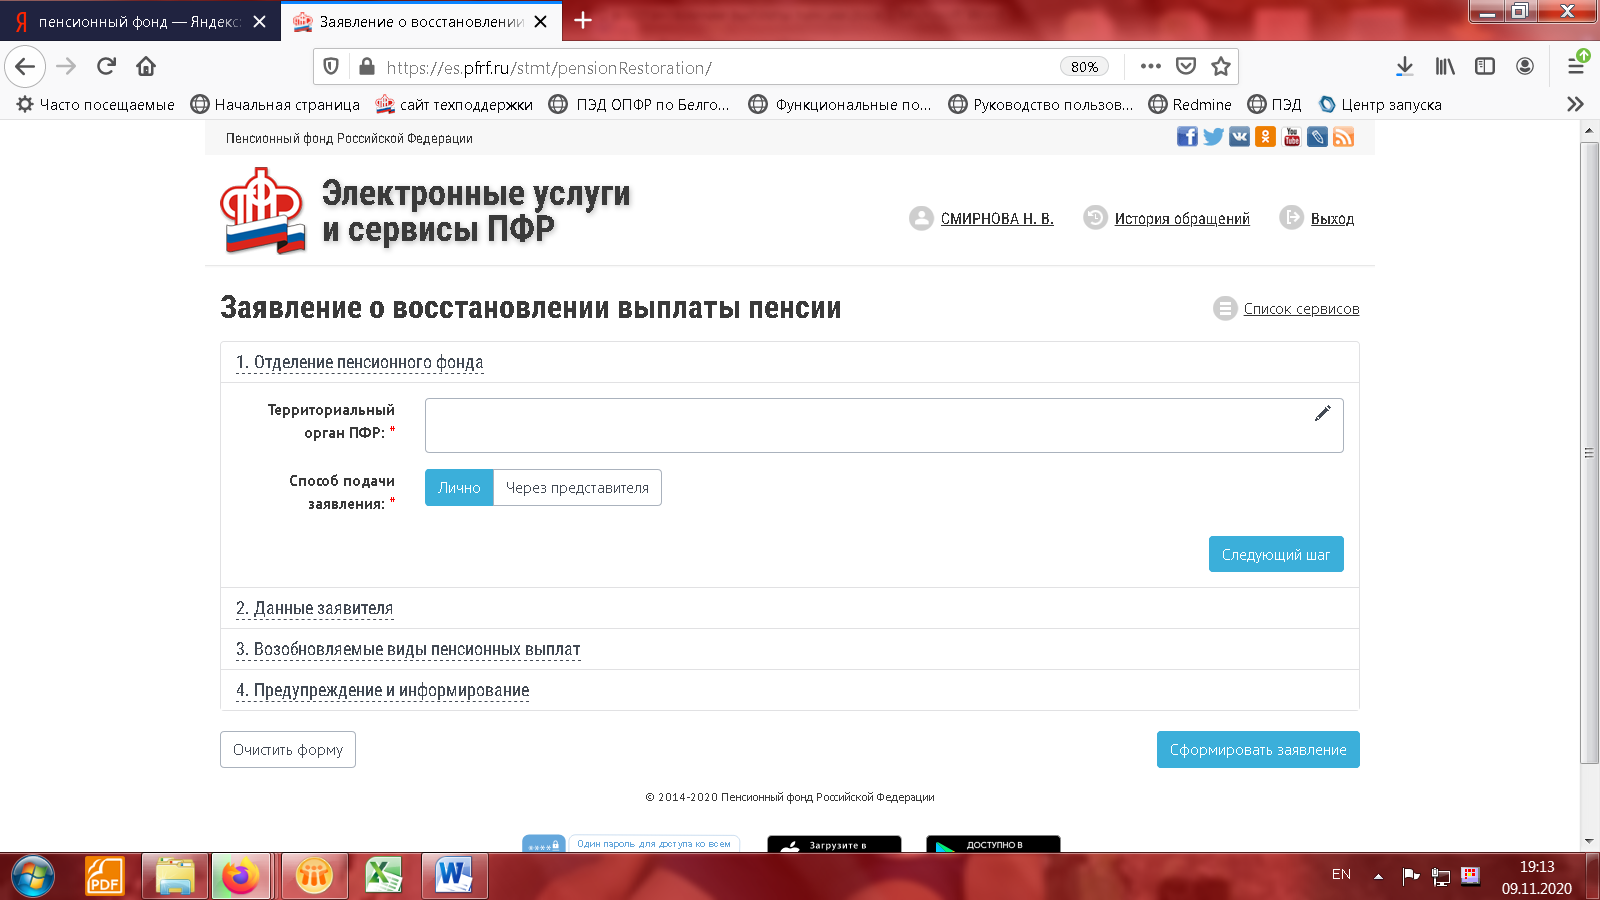 пенсионный фонд — Яндекс
Заявление о восстановлении
https://es.pfrf.ru/stmt/pensionRestoration/
80%
Часто посещаемые
Начальная страница
сайт техподдержки
ПЭД ОПФР по Белго...
Функциональные по...
Руководство пользов...
Redmine
ПЭД
Центр запуска
Пенсионный фонд Российской Федерации
You Tube
Электронные услуги
и сервисы ПФР
СМИРНОВА Н. В.
История обращений
Выход
Заявление о восстановлении выплаты пенсии
Список сервисов
1. Отделение пенсионного фонда
Территориальный
орган ПФР: *
Способ подачи
заявления: *
Лично
Через представителя
Следующий шаг
2. Данные заявителя
3. Возобновляемые виды пенсионных выплат
4. Предупреждение и информирование
Очистить форму
Сформировать заявление
© 2014-2020 Пенсионный фонд Российской Федерации
Один пароль для доступа ко всем
Загрузите в
ДОСТУПНО В
PDF
EN
19:13
09.11.2020